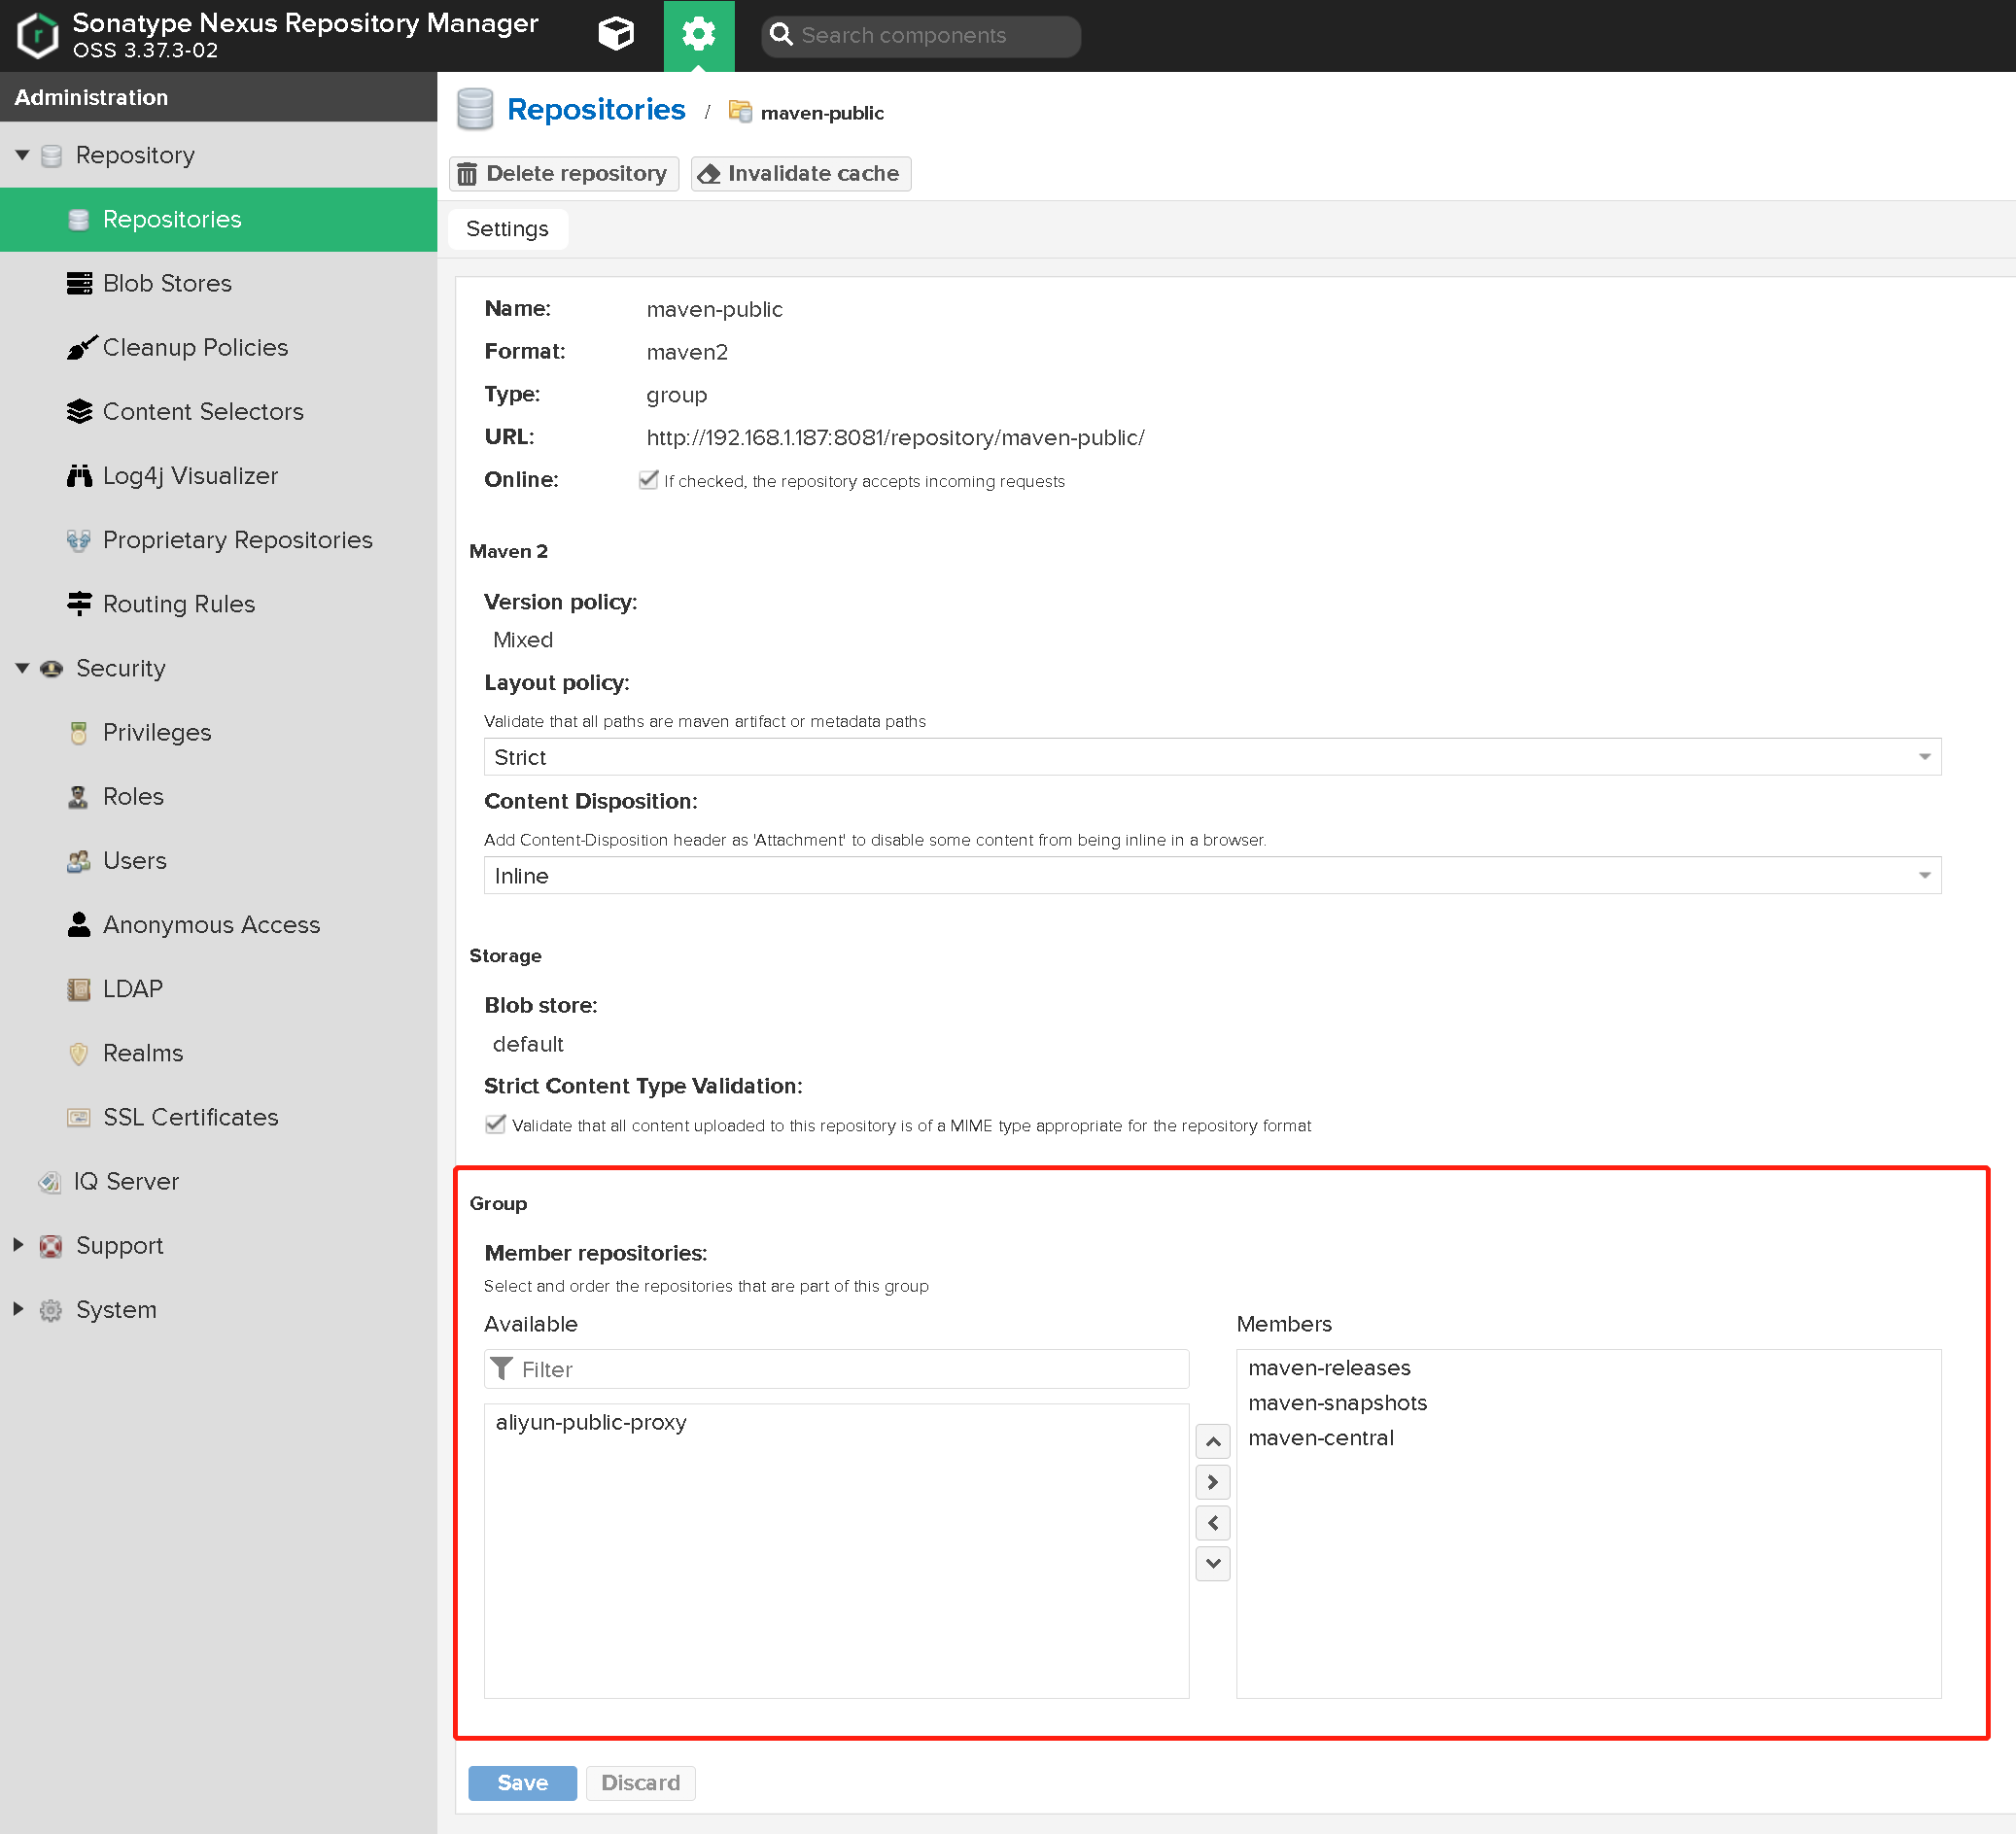 Sonatype Nexus Repository Manager
OSS 3.37.3-02
Search components
Administration
Repository
Repositories
Blob Stores
Cleanup Policies
Content Selectors
Log4j Visualizer
Proprietary Repositories
Routing Rules
Security
Privileges
Roles
Users
Anonymous Access
LDAP
Realms
SSL Certificates
IQ Server
Support
System
Repositories / maven-public
Delete repository Invalidate cache
Settings
Name: maven-public
Format: maven2
Type: group
URL: http://192.168.1.187:8081/repository/maven-public/
Online: If checked, the repository accepts incoming requests
Maven 2
Version policy:
Mixed
Layout policy:
Validate that all paths are maven artifact or metadata paths
Strict
Content Disposition:
Add Content-Disposition header as 'Attachment' to disable some content from being inline in a browser.
Inline
Storage
Blob store:
default
Strict Content Type Validation:
Validate that all content uploaded to this repository is of a MIME type appropriate for the repository format
Group
Member repositories:
Select and order the repositories that are part of this group
Available
Filter
aliyun-public-proxy
Members
maven-releases
maven-snapshots
maven-central
Save Discard